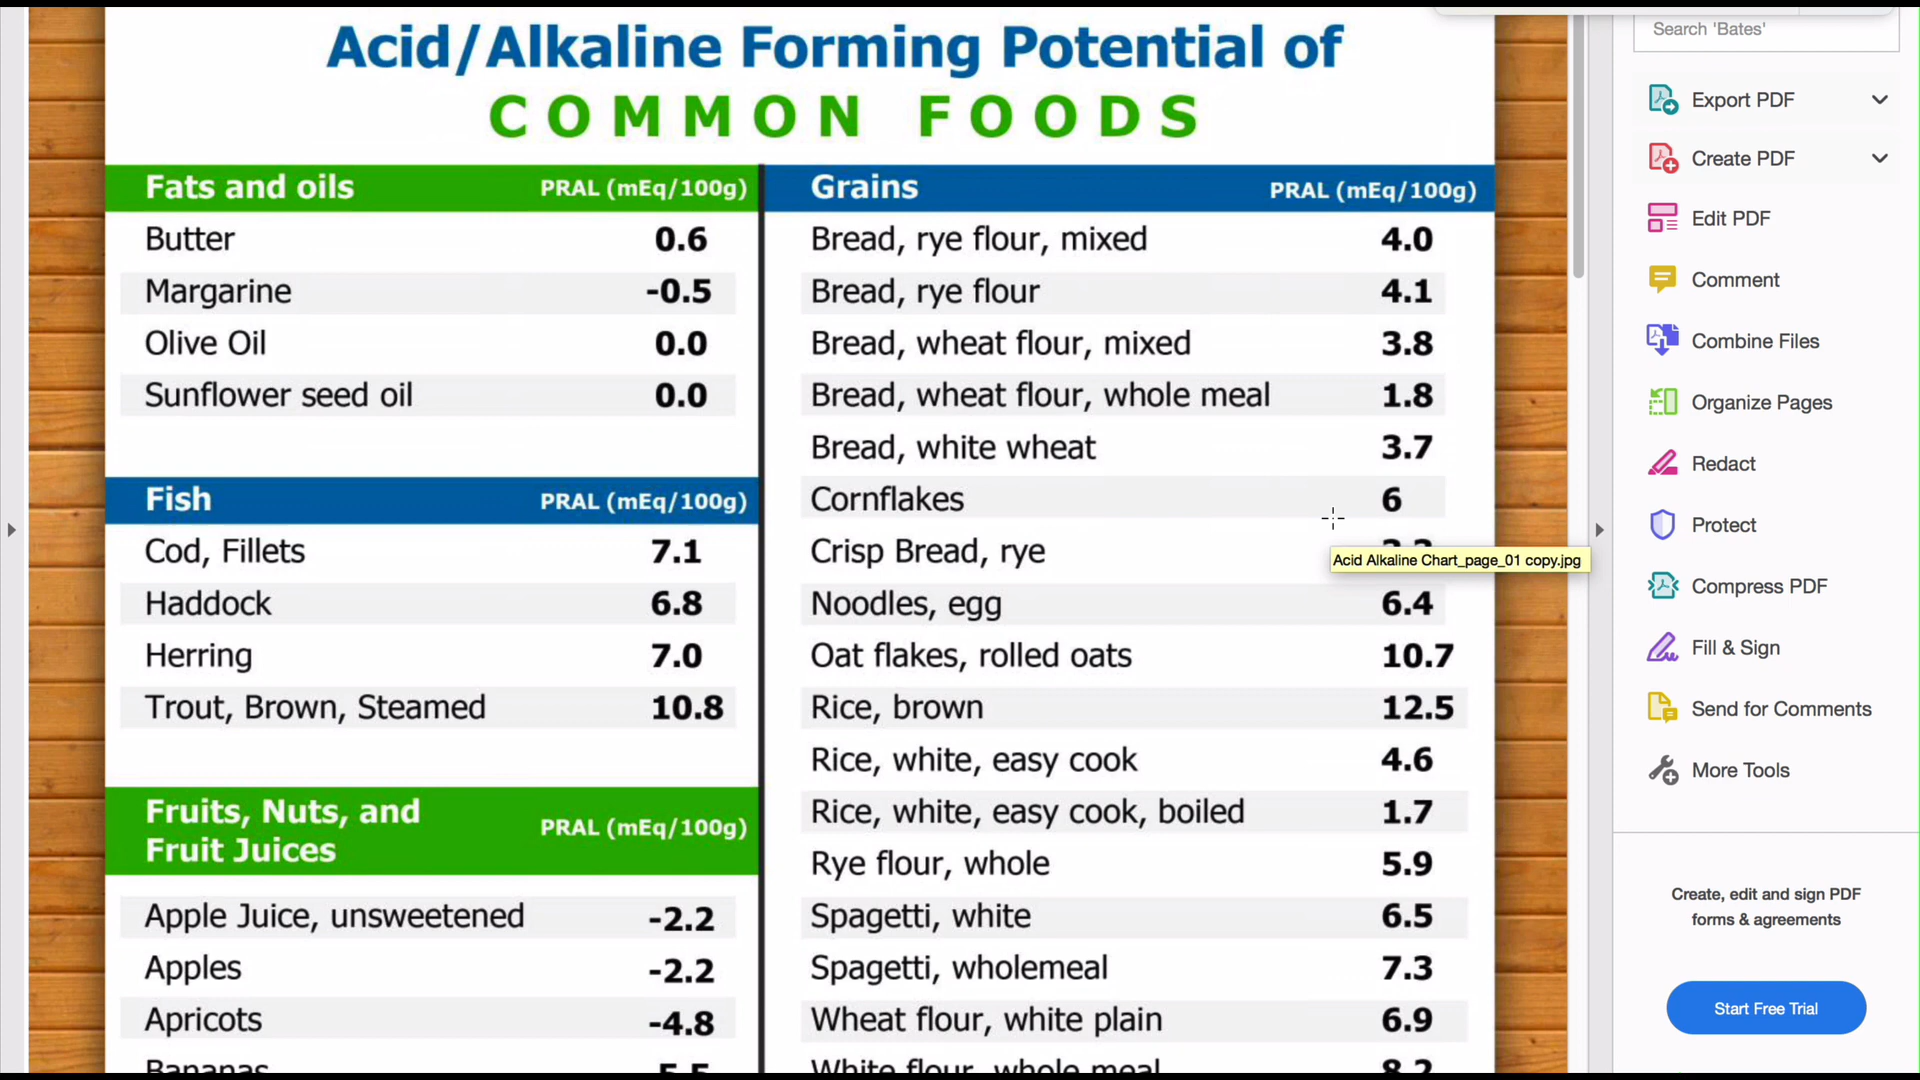 Acid/Alkaline Forming Potential of
COMMON FOODS
Fats and oils PRAL (mEq/100g)
Butter 0.6
Margarine -0.5
Olive Oil 0.0
Sunflower seed oil 0.0
Fish PRAL (mEq/100g)
Cod, Fillets 7.1
Haddock 6.8
Herring 7.0
Trout, Brown, Steamed 10.8
Fruits, Nuts, and
Fruit Juices PRAL (mEq/100g)
Apple Juice, unsweetened -2.2
Apples -2.2
Apricots -4.8
Bananas
Grains PRAL (mEq/100g)
Bread, rye flour, mixed 4.0
Bread, rye flour 4.1
Bread, wheat flour, mixed 3.8
Bread, wheat flour, whole meal 1.8
Bread, white wheat 3.7
Cornflakes 6
Crisp Bread, rye
Acid Alkaline Chart_page_01 copy.jpg
Noodles, egg 6.4
Oat flakes, rolled oats 10.7
Rice, brown 12.5
Rice, white, easy cook 4.6
Rice, white, easy cook, boiled 1.7
Rye flour, whole 5.9
Spagetti, white 6.5
Spagetti, wholemeal 7.3
Wheat flour, white plain 6.9
White flour, whole meal 8.2
Search 'Bates'
Export PDF
Create PDF
Edit PDF
Comment
Combine Files
Organize Pages
Redact
Protect
Compress PDF
Fill & Sign
Send for Comments
More Tools
Create, edit and sign PDF
forms & agreements
Start Free Trial